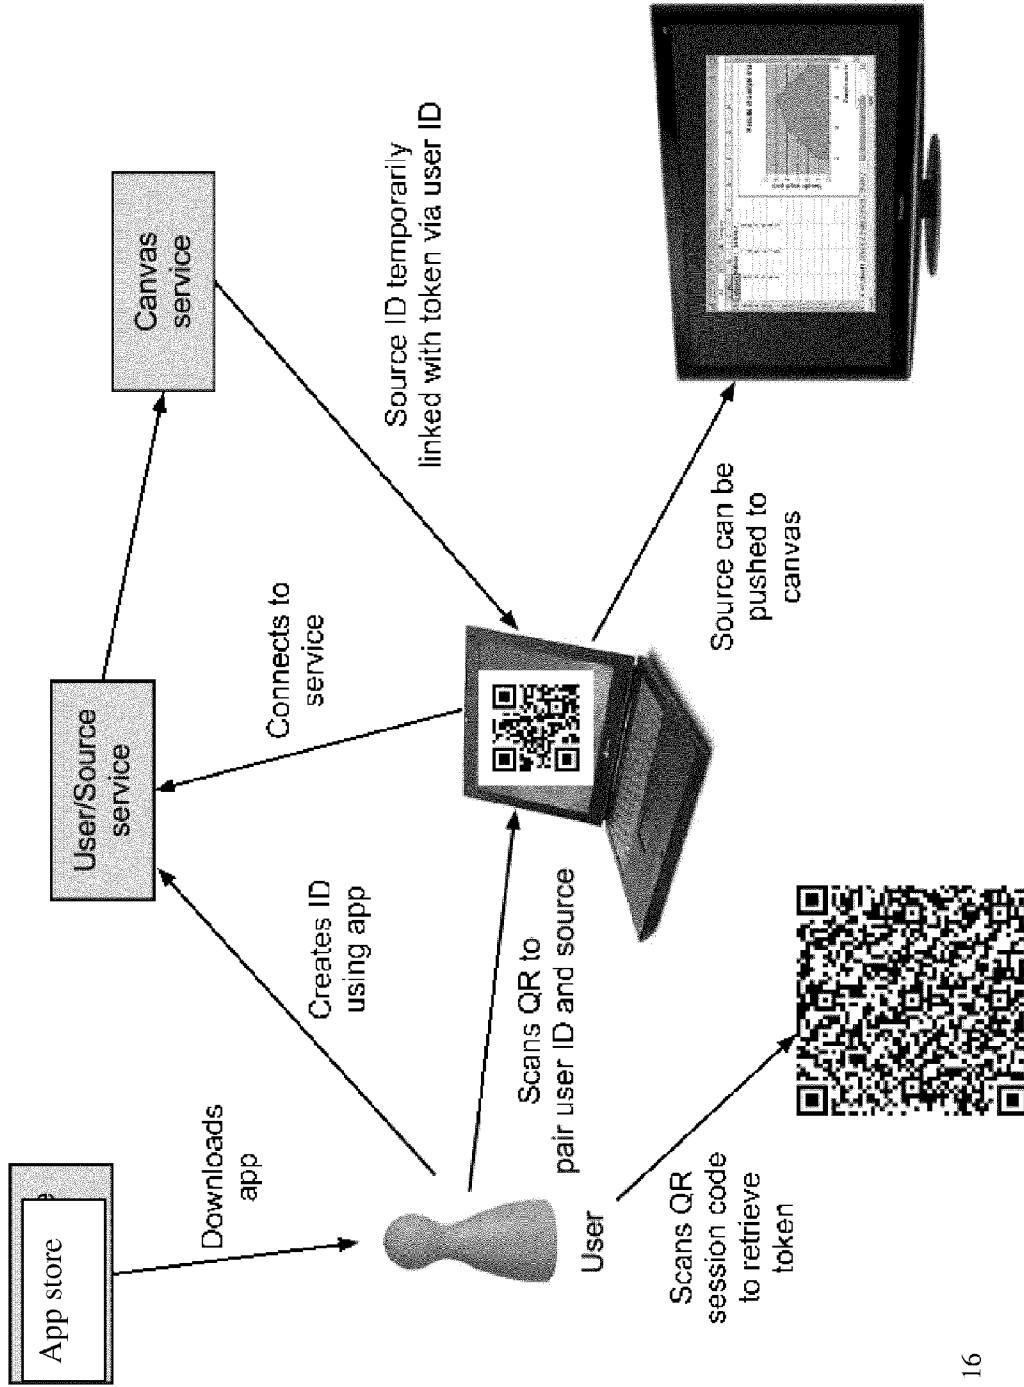 App store
Downloads
app
User/Source
service
Canvas
service
Creates ID
using app
Connects to
service
Source ID temporarily
linked with token via user ID
User
Scans QR to
pair user ID and source
Scans QR
session code
to retrieve
token
Source can be
pushed to
canvas
16